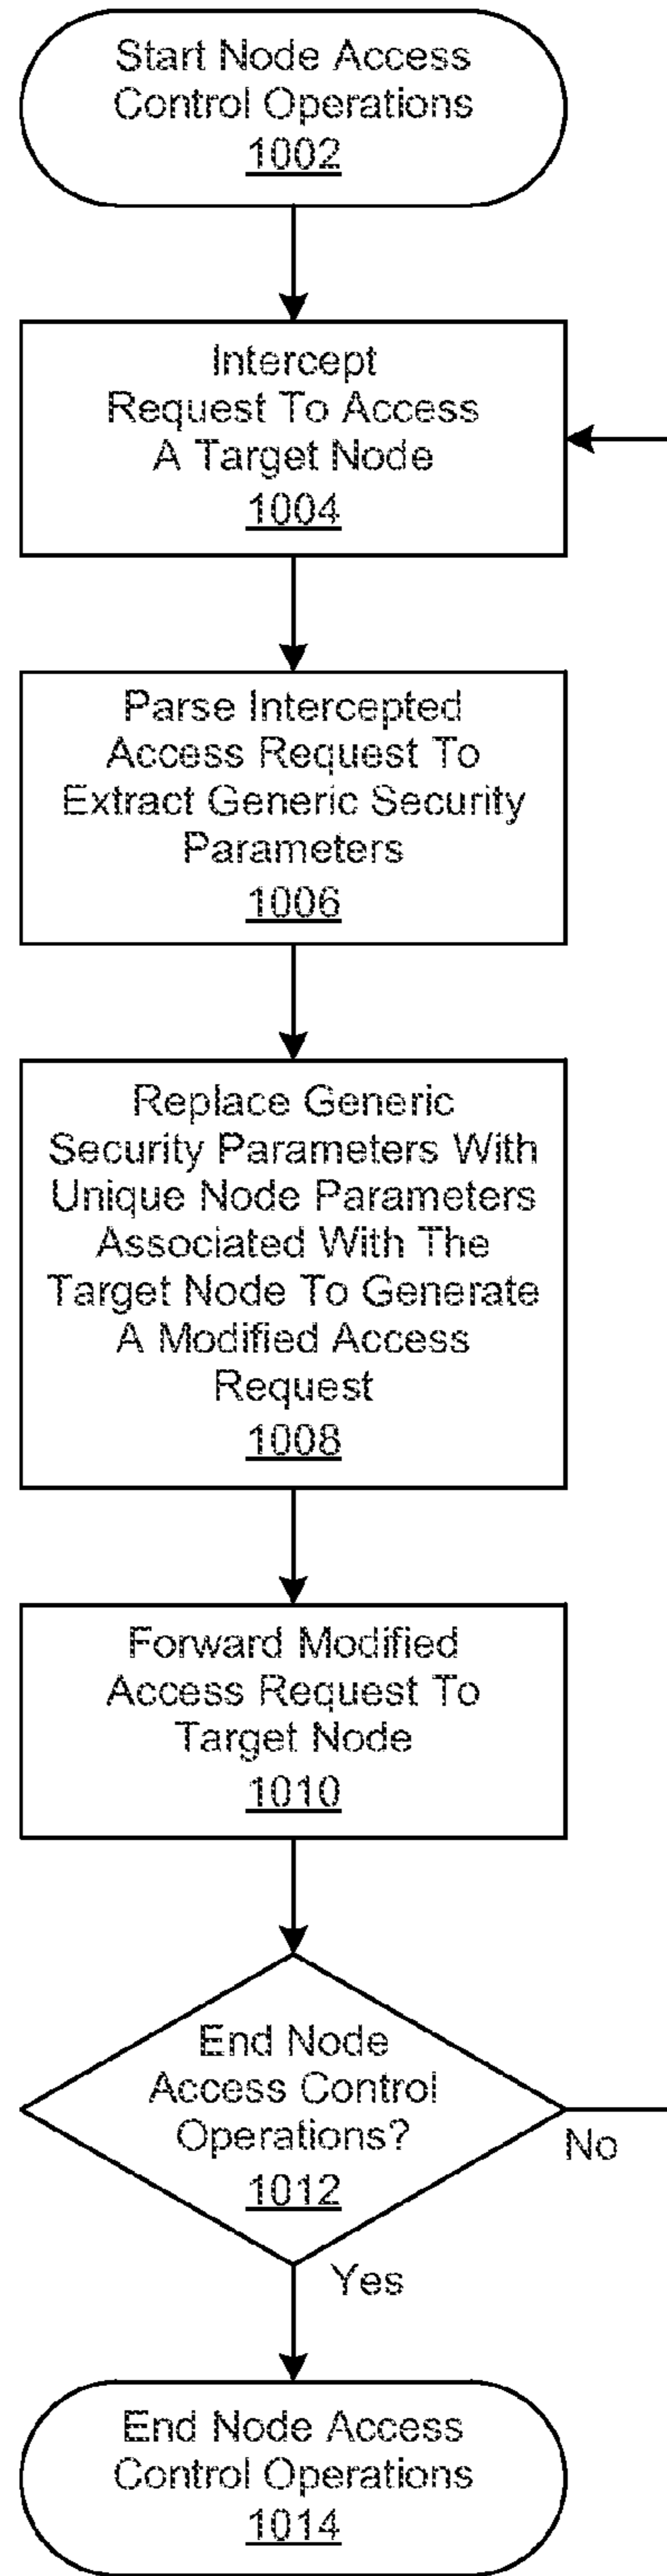 Start Node Access
Control Operations
1002
Intercept
Request To Access
A Target Node
1004
Parse Intercepted
Access Request To
Extract Generic Security
Parameters
1006
Replace Generic
Security Parameters With
Unique Node Parameters
Associated With The
Target Node To Generate
A Modified Access
Request
1008
Forward Modified
Access Request To
Target Node
1010
End Node
Access Control
Operations?
1012
No
Yes
End Node Access
Control Operations
1014